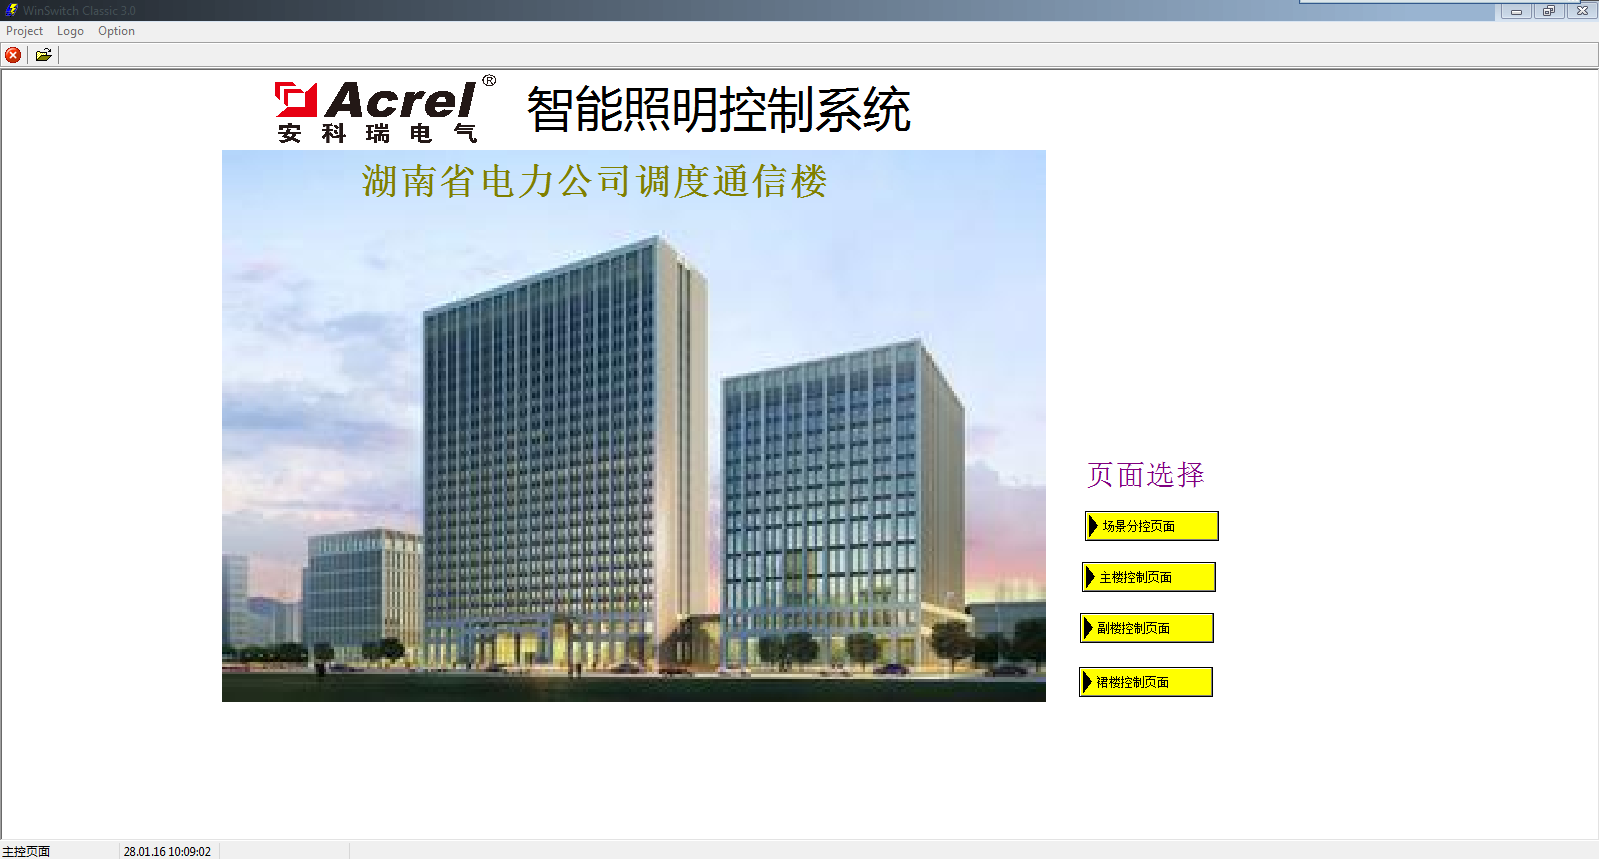 WinSwitch Classic 3.0
Project Logo Option
Acrel®
安科瑞电气
智能照明控制系统
湖南省电力公司调度通信楼
页面选择
场景分控页面
主楼控制页面
副楼控制页面
裙楼控制页面
主控页面 28.01.16 10:09:02